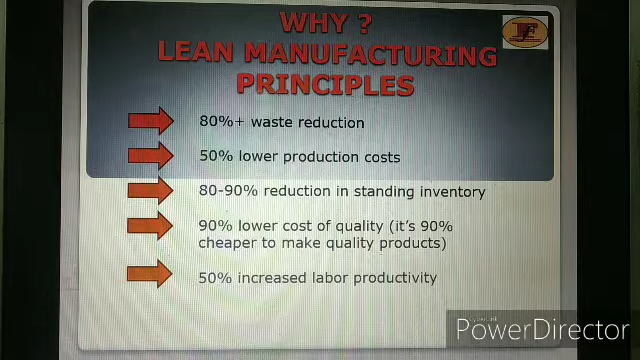 WHY ?
LEAN MANUFACTURING
PRINCIPLES
80%+ waste reduction
50% lower production costs
80-90% reduction in standing inventory
90% lower cost of quality (it's 90%
cheaper to make quality products)
50% increased labor productivity
PowerDirector